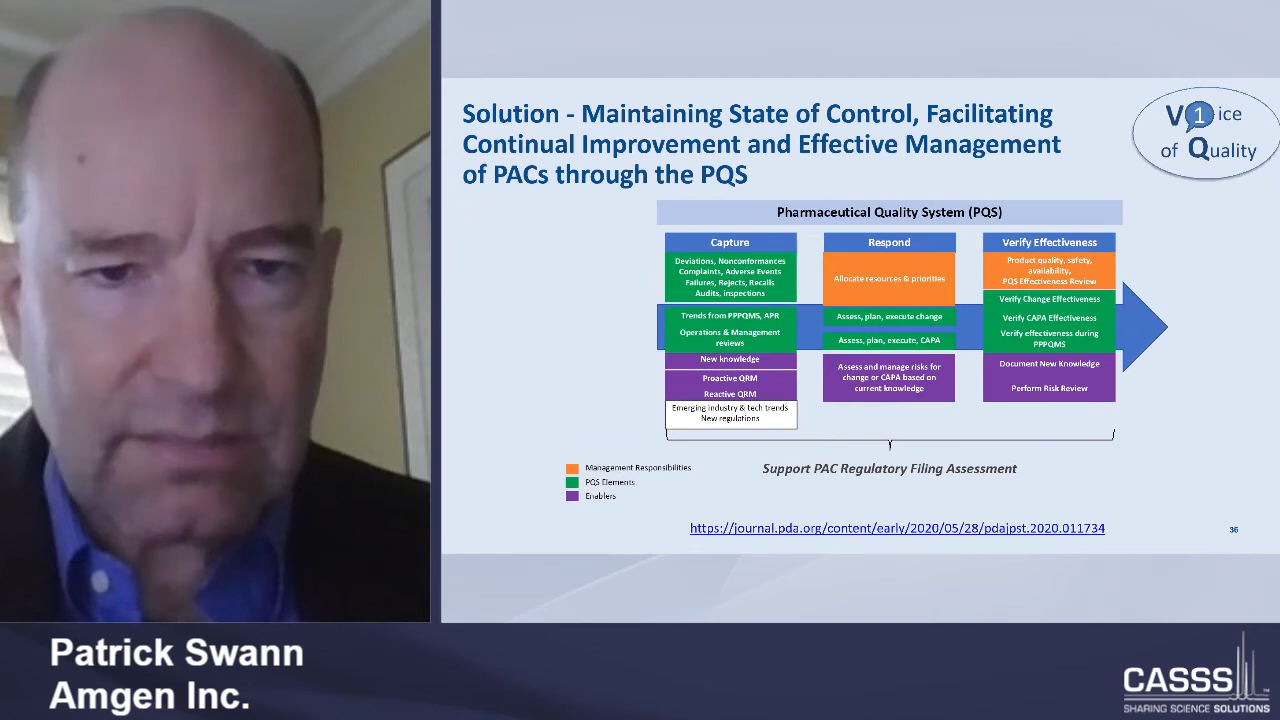 Solution - Maintaining State of Control, Facilitating
Continual Improvement and Effective Management
of PACs through the PQS
V 1 ice
of Quality
Pharmaceutical Quality System (PQS)
Capture
Deviations, Nonconformances
Complaints, Adverse Events
Failures, Rejects, Recalls
Audits, inspections
Trends from PPPQMS, APR
Operations & Management
reviews
New knowledge
Proactive QRM
Reactive QRM
Emerging industry & tech trends
New regulations
Respond
Allocate resources & priorities
Assess, plan, execute change
Assess, plan, execute, CAPA
Assess and manage risks for
change or CAPA based on
current knowledge
Verify Effectiveness
Product quality, safety,
availability,
PQS Effectiveness Review
Verify Change Effectiveness
Verify CAPA Effectiveness
Verify effectiveness during
PPPQMS
Document New Knowledge
Perform Risk Review
Support PAC Regulatory Filing Assessment
Management Responsibilities
PQS Elements
Enablers
https://journal.pda.org/content/early/2020/05/28/pdajpst.2020.011734
36
Patrick Swann
Amgen Inc.
CASSS
SHARING SCIENCE SOLUTIONS